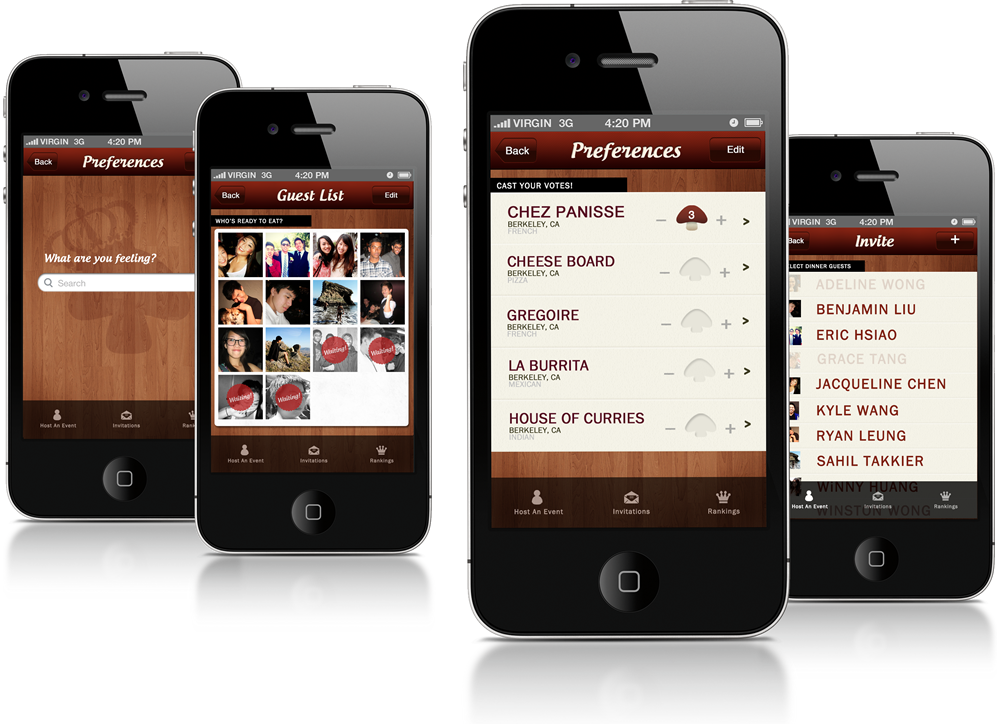 VIRGIN 3G 4:20 PM
Back Preferences
What are you feeling?
Search
Host An Event Invitations
VIRGIN 3G 4:20 PM
Back Guest List Edit
WHO'S READY TO EAT?
Waiting! Waiting!
Waiting! Waiting!
Host An Event Invitations Rankings
VIRGIN 3G 4:20 PM
Back Preferences Edit
CAST YOUR VOTES!
CHEZ PANISSE
BERKELEY, CA
FRENCH
3
CHEESE BOARD
BERKELEY, CA
PIZZA
GREGOIRE
BERKELEY, CA
FRENCH
LA BURRITA
BERKELEY, CA
MEXICAN
HOUSE OF CURRIES
BERKELEY, CA
INDIAN
Host An Event Invitations Rankings
VIRGIN 3G 4:20 PM
Back Invite +
DINNER GUESTS
ADELINE WONG
BENJAMIN LIU
ERIC HSIAO
GRACE TANG
JACQUELINE CHEN
KYLE WANG
RYAN LEUNG
SAHIL TAKKIER
WINNY HUANG
Host An Event Invitations Rankings
WINSTON WONG